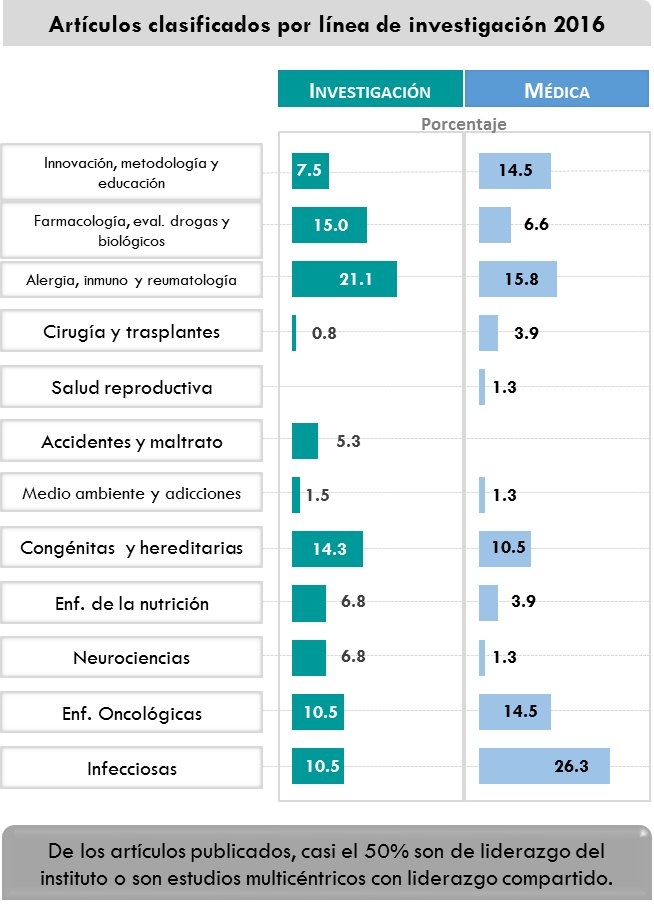 Artículos clasificados por línea de investigación 2016
INVESTIGACIÓN
MÉDICA
Porcentaje
Innovación, metodología y
educación
7.5
14.5
Farmacología, eval. drogas y
biológicos
15.0
6.6
Alergia, inmuno y reumatología
21.1
15.8
Cirugía y trasplantes
0.8
3.9
Salud reproductiva
1.3
Accidentes y maltrato
5.3
Medio ambiente y adicciones
1.5
1.3
Congénitas y hereditarias
14.3
10.5
Enf. de la nutrición
6.8
3.9
Neurociencias
6.8
1.3
Enf. Oncológicas
10.5
14.5
Infecciosas
10.5
26.3
De los artículos publicados, casi el 50% son de liderazgo del
instituto o son estudios multicéntricos con liderazgo compartido.